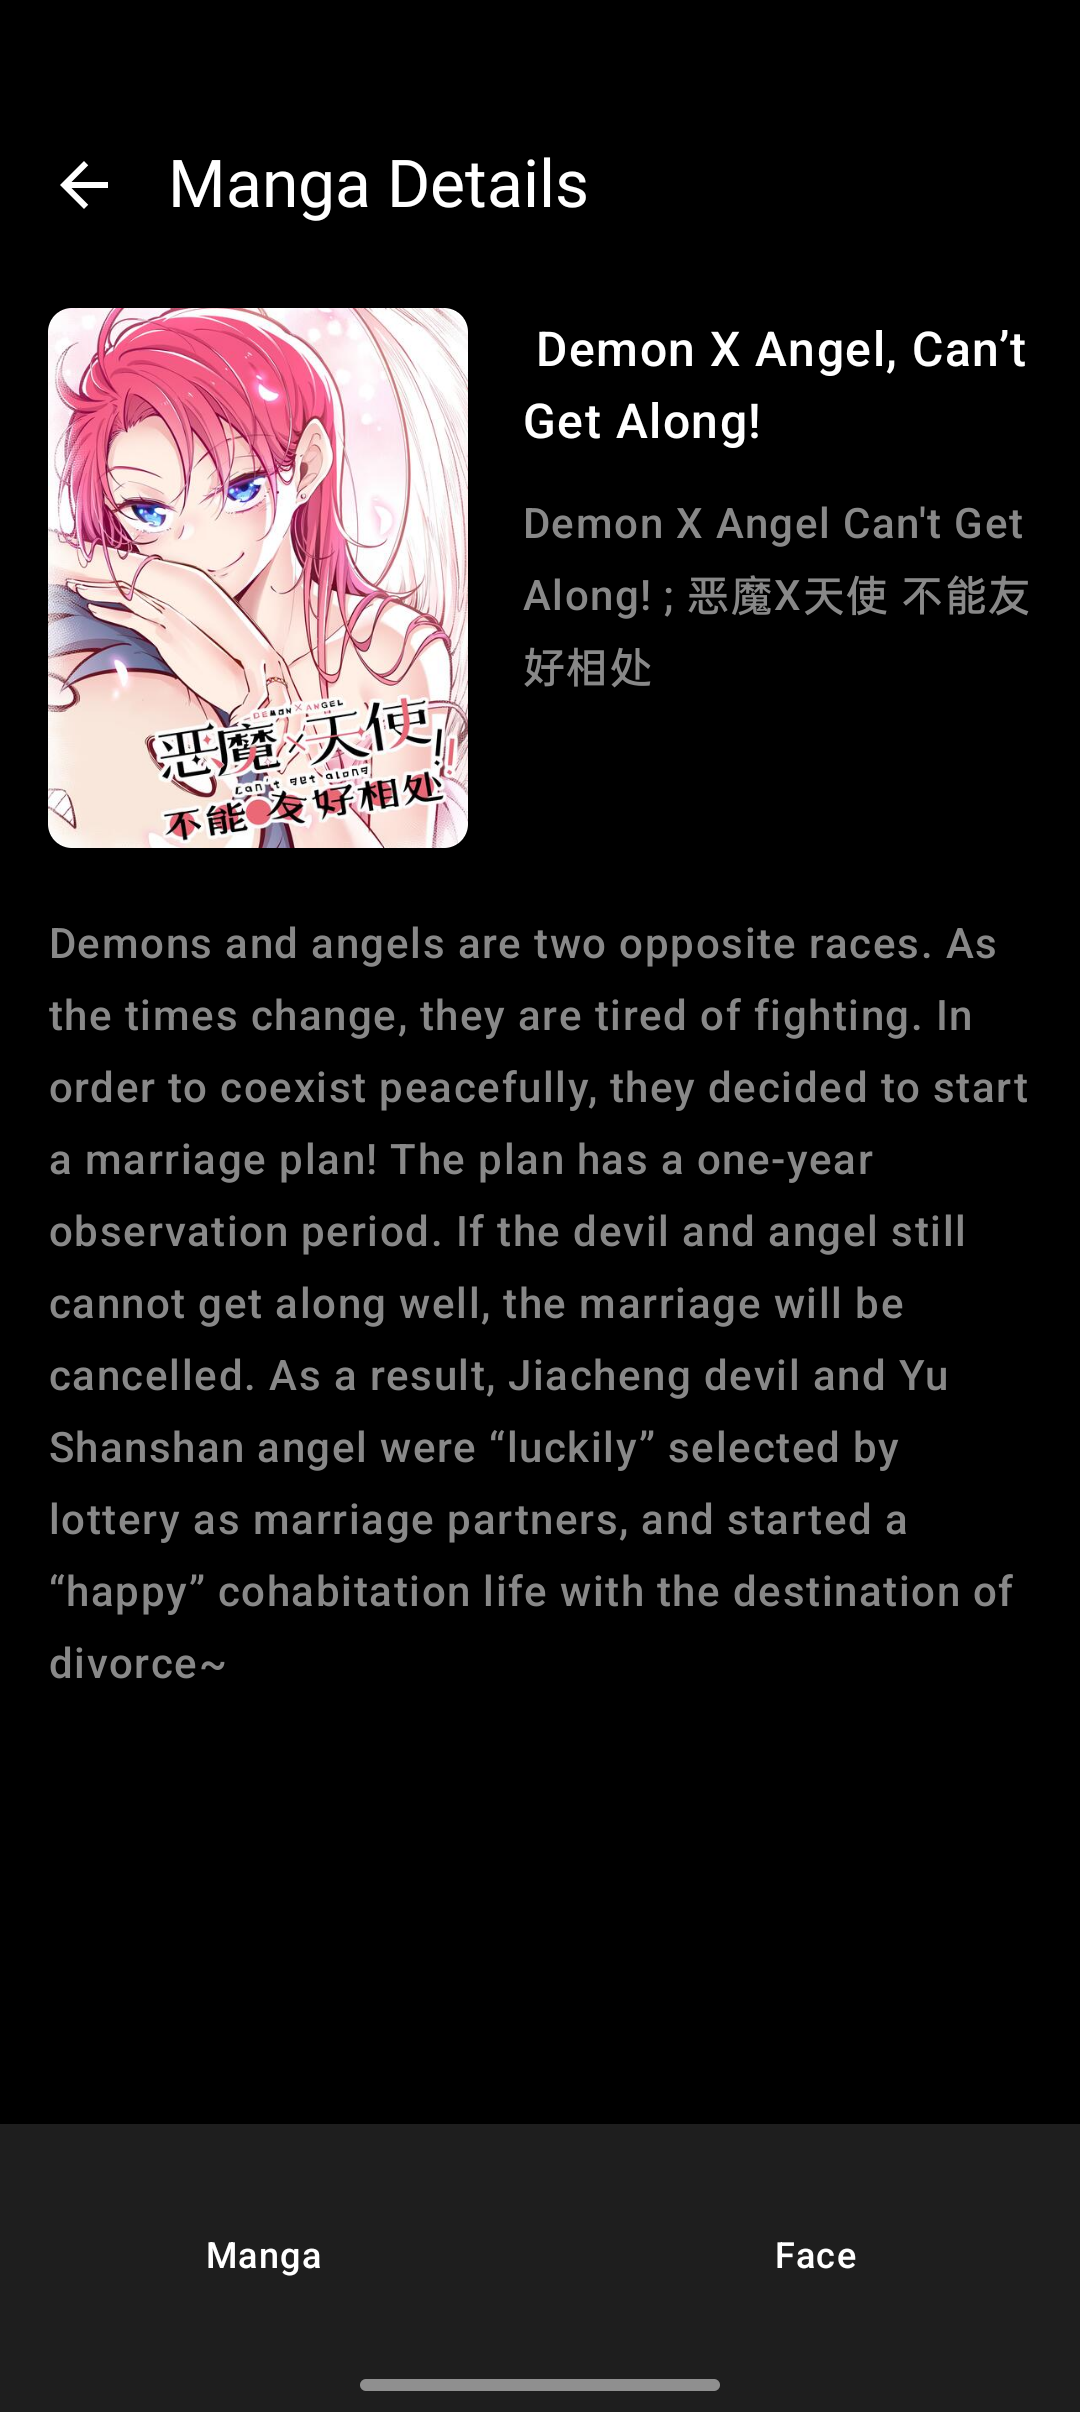 Manga Details
DEMON X ANGEL
恶魔×天使!!
can't get along
不能友好相处
Demon X Angel, Can’t
Get Along!
Demon X Angel Can't Get
Along! ; 恶魔X天使 不能友
好相处
Demons and angels are two opposite races. As
the times change, they are tired of fighting. In
order to coexist peacefully, they decided to start
a marriage plan! The plan has a one-year
observation period. If the devil and angel still
cannot get along well, the marriage will be
cancelled. As a result, Jiacheng devil and Yu
Shanshan angel were “luckily” selected by
lottery as marriage partners, and started a
“happy” cohabitation life with the destination of
divorce~
Manga
Face